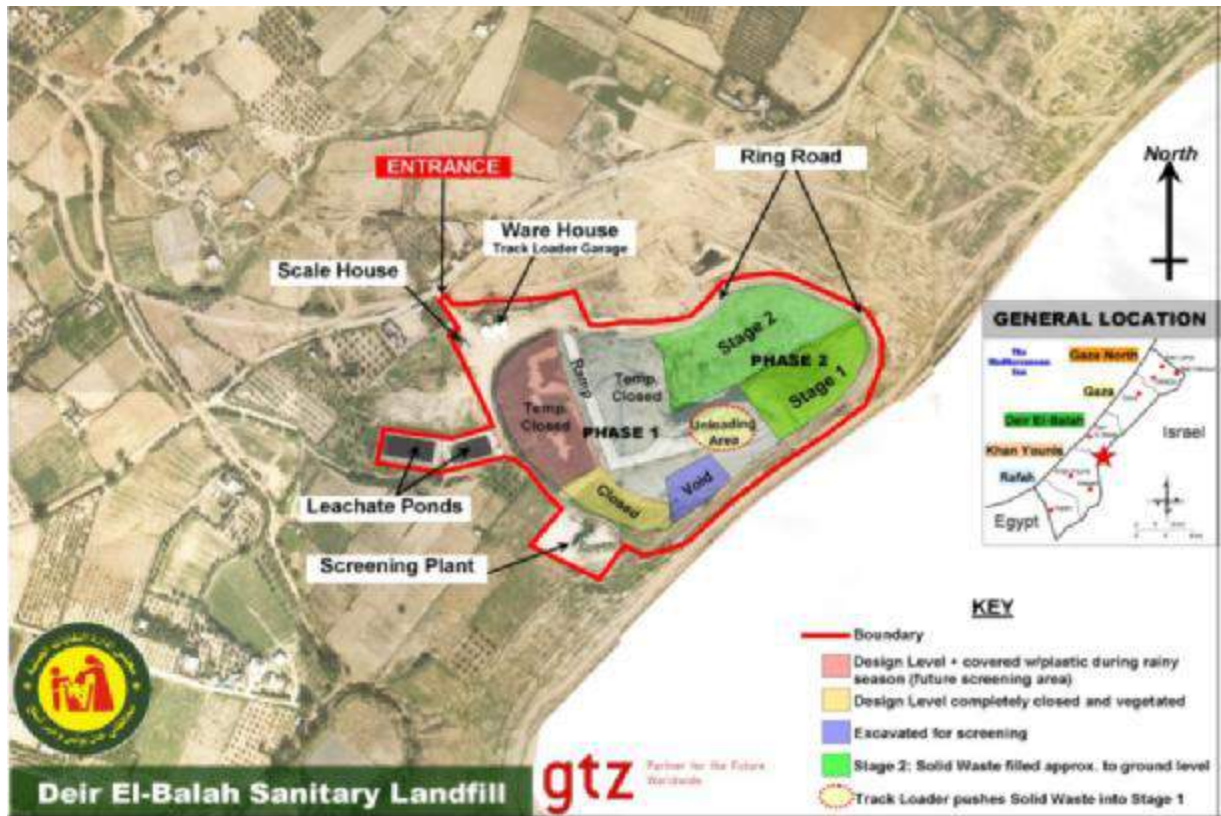 ENTRANCE
Ring Road
North
Ware House
Track Loader Garage
Scale House
Stage 2
PHASE 2
Stage 1
Ramp
Temp.
Closed
Temp.
Closed
PHASE 1
Unloading
Area
Void
Closed
Leachate Ponds
Screening Plant
GENERAL LOCATION
The
Mediterranean
Sea
Gaza North
Gaza
Deir El-Balah
Israel
Khan Younis
Rafah
Egypt
KEY
Boundary
Design Level + covered w/plastic during rainy
season (future screening area)
Design Level completely closed and vegetated
Excavated for screening
Stage 2: Solid Waste filled approx. to ground level
Track Loader pushes Solid Waste into Stage 1
Deir El-Balah Sanitary Landfill
gtz
Partner for the Future
Worldwide